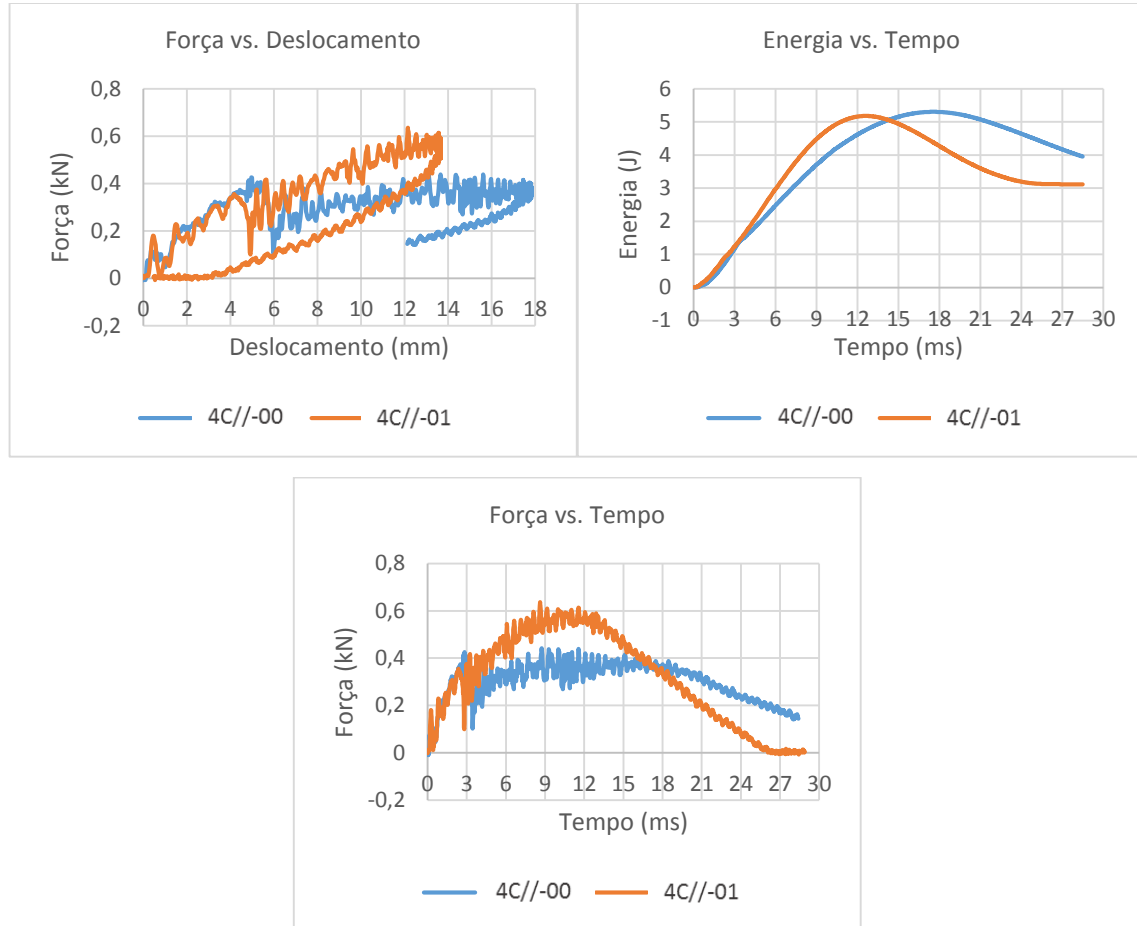 Força vs. Deslocamento
0,8
0,6
0,4
0,2
0
-0,2
0 2 4 6 8 10 12 14 16 18
Força (kN)
Deslocamento (mm)
4C//-00 4C//-01
Energia vs. Tempo
6
5
4
3
2
1
0
-1
0 3 6 9 12 15 18 21 24 27 30
Energia (J)
Tempo (ms)
4C//-00 4C//-01
Força vs. Tempo
0,8
0,6
0,4
0,2
0
-0,2
0 3 6 9 12 15 18 21 24 27 30
Força (kN)
Tempo (ms)
4C//-00 4C//-01